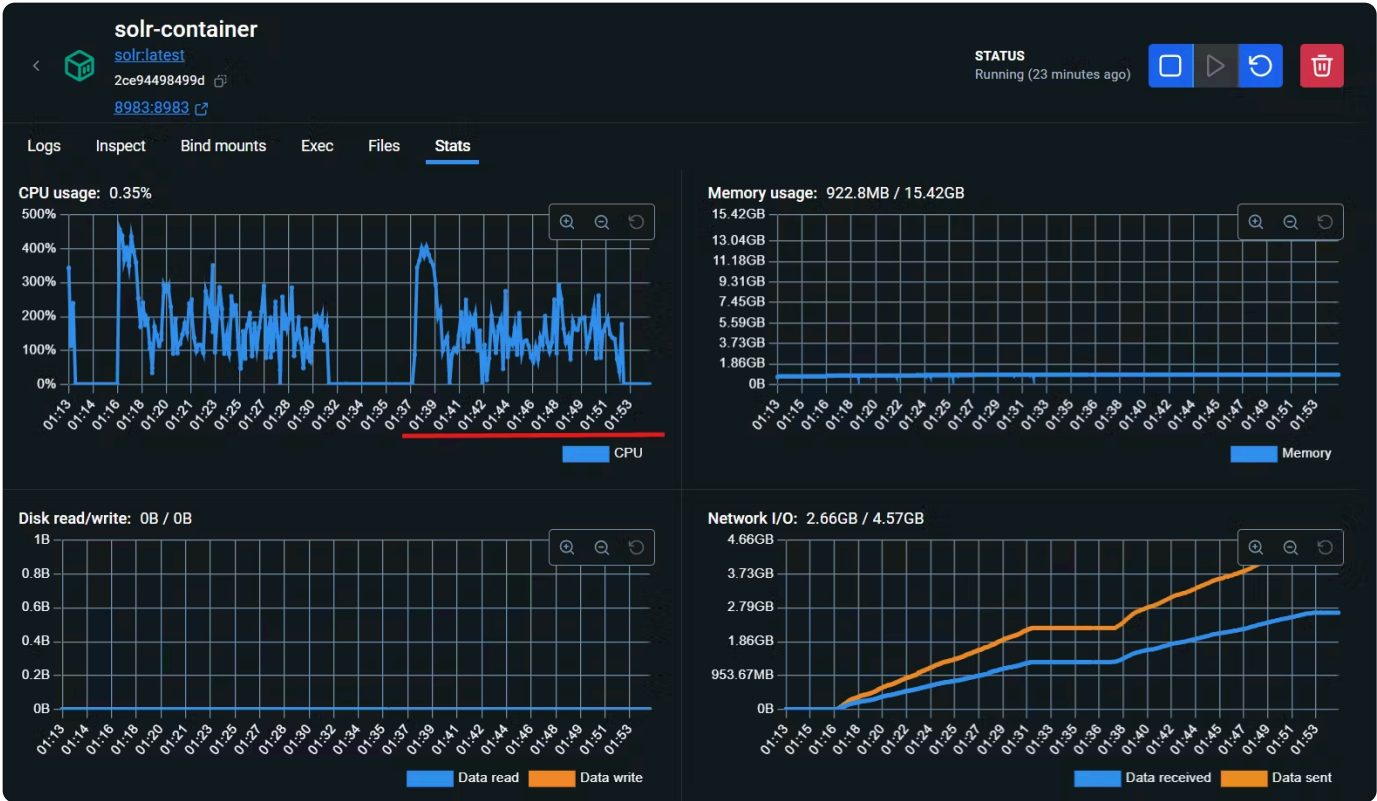 solr-container
solr:latest
2ce94498499d
8983:8983
STATUS
Running (23 minutes ago)
Logs Inspect Bind mounts Exec Files Stats
CPU usage: 0.35%
500%
400%
300%
200%
100%
0%
01:13 01:14 01:16 01:18 01:20 01:21 01:23 01:25 01:27 01:28 01:30 01:32 01:34 01:35 01:37 01:39 01:41 01:42 01:44 01:46 01:48 01:49 01:51 01:53
CPU
Memory usage: 922.8MB / 15.42GB
15.42GB
13.04GB
11.18GB
9.31GB
7.45GB
5.59GB
3.73GB
1.86GB
0B
01:13 01:15 01:16 01:18 01:20 01:22 01:24 01:25 01:27 01:29 01:31 01:33 01:35 01:36 01:38 01:40 01:42 01:44 01:45 01:47 01:49 01:51 01:53
Memory
Disk read/write: 0B / 0B
1B
0.8B
0.6B
0.4B
0.2B
0B
01:13 01:14 01:16 01:18 01:20 01:21 01:23 01:25 01:27 01:28 01:30 01:32 01:34 01:35 01:37 01:39 01:41 01:42 01:44 01:46 01:48 01:49 01:51 01:53
Data read Data write
Network I/O: 2.66GB / 4.57GB
4.66GB
3.73GB
2.79GB
1.86GB
953.67MB
0B
01:13 01:15 01:16 01:18 01:20 01:22 01:24 01:25 01:27 01:29 01:31 01:33 01:35 01:36 01:38 01:40 01:42 01:44 01:45 01:47 01:49 01:51 01:53
Data received Data sent